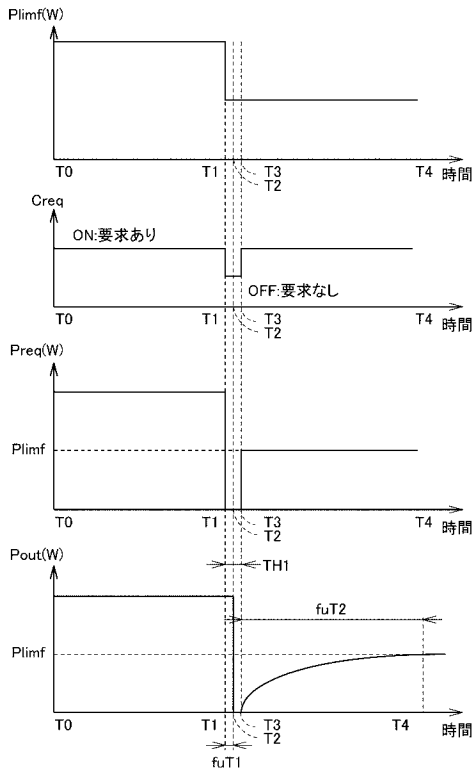 Plimf(W)
T0
T1
T3
T2
T4
時間
Creq
ON:要求あり
OFF:要求なし
T0
T1
T3
T2
T4
時間
Preq(W)
Plimf
T0
T1
T3
T2
T4
時間
TH1
Pout(W)
fuT2
Plimf
T0
T1
T3
T2
T4
時間
fuT1